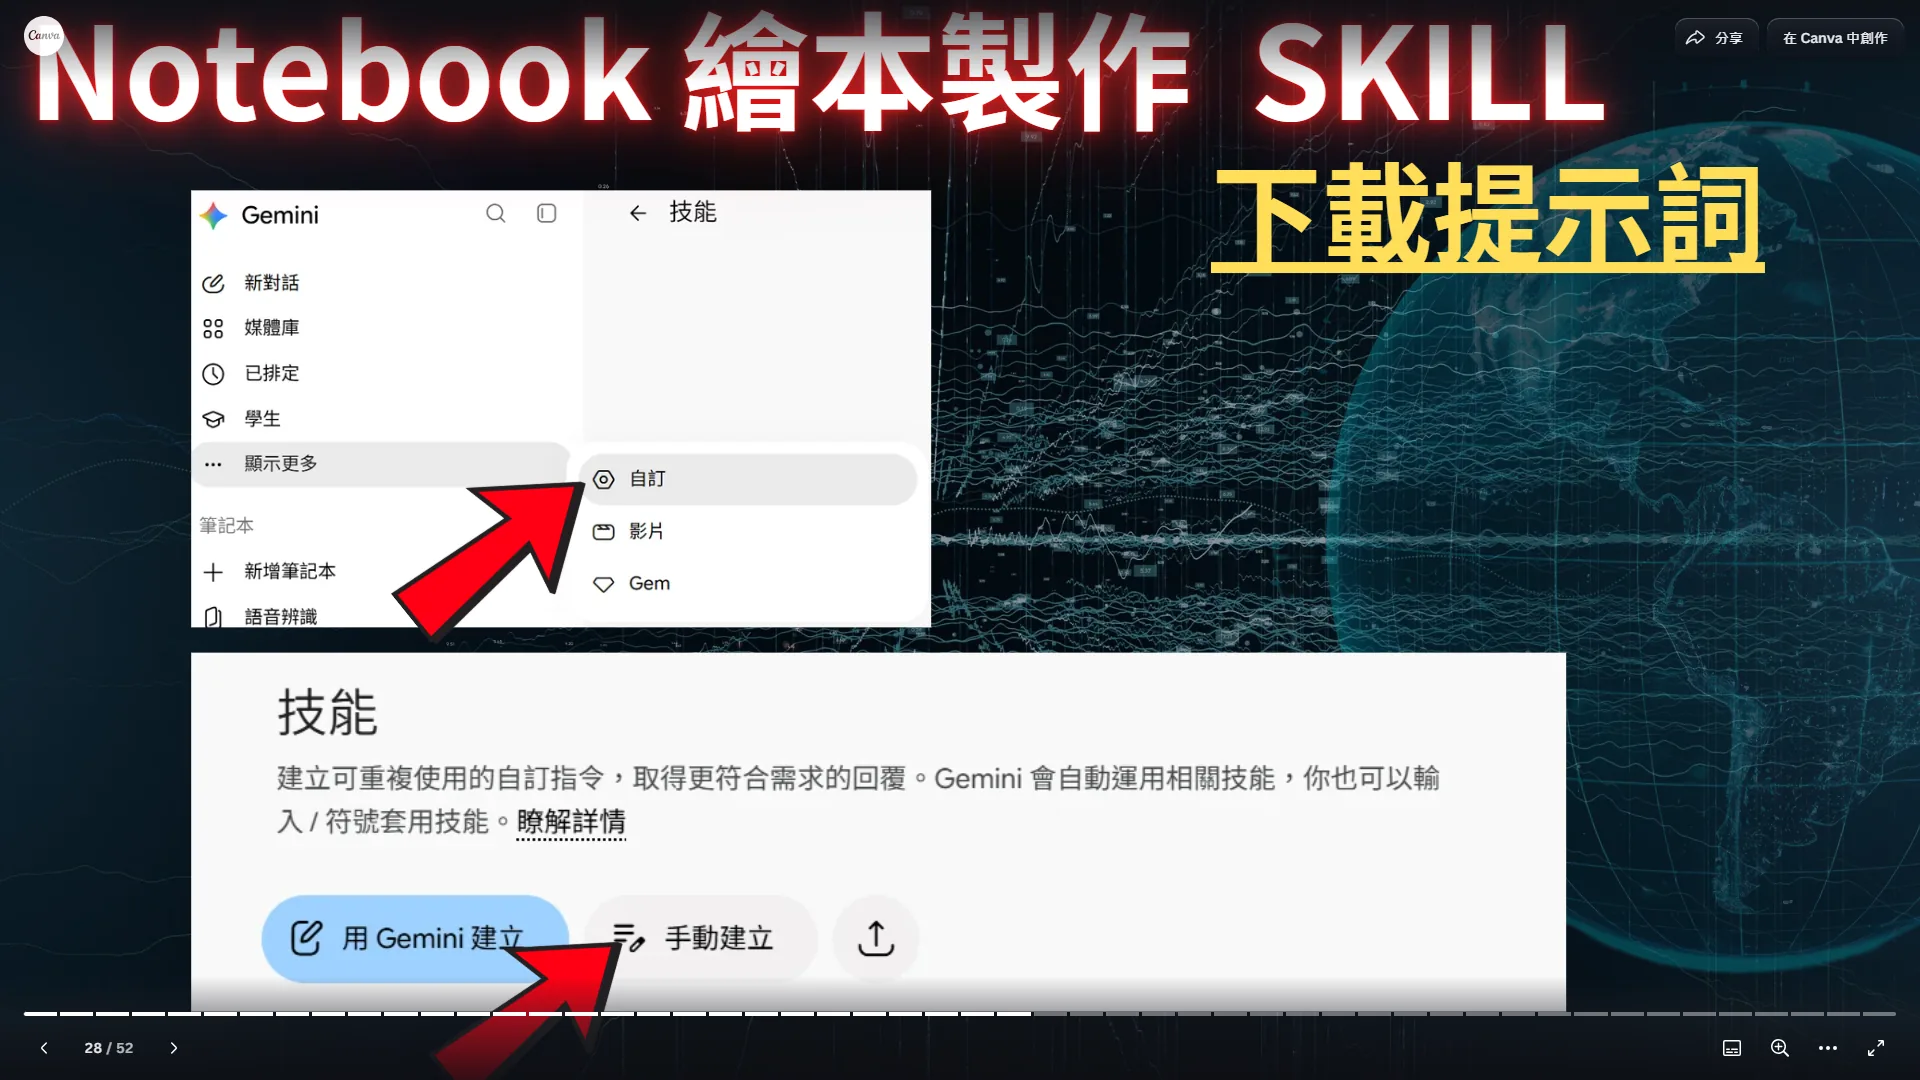 Canva
Notebook 繪本製作 SKILL
分享
在 Canva 中創作
下載提示詞
Gemini
新對話
媒體庫
已排定
學生
顯示更多
筆記本
新增筆記本
語音辨識
技能
自訂
影片
Gem
技能
建立可重複使用的自訂指令，取得更符合需求的回覆。Gemini 會自動運用相關技能，你也可以輸
入 / 符號套用技能。瞭解詳情
用 Gemini 建立
手動建立
28 / 52